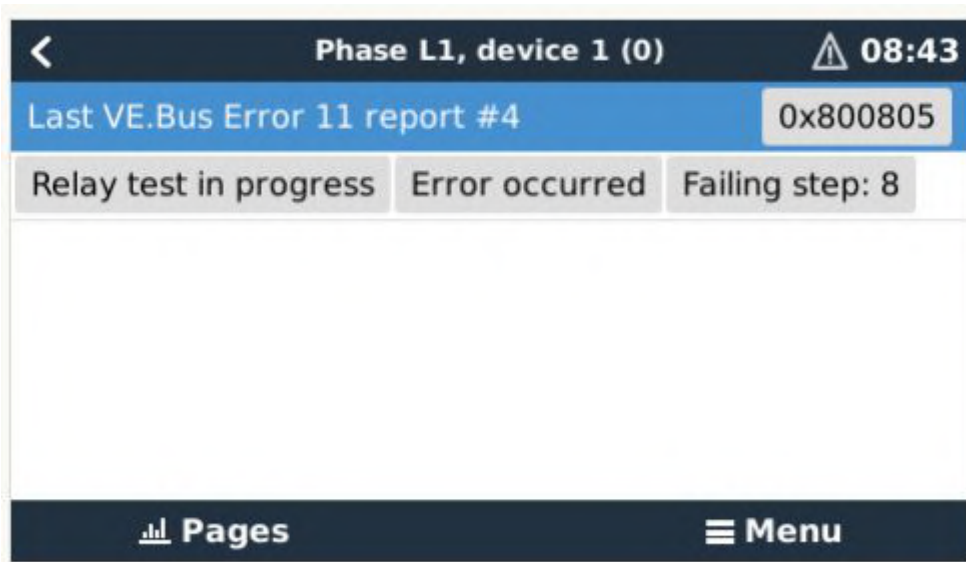 Phase L1, device 1 (0) 08:43
Last VE.Bus Error 11 report #4 0x800805
Relay test in progress Error occurred Failing step: 8
Pages Menu